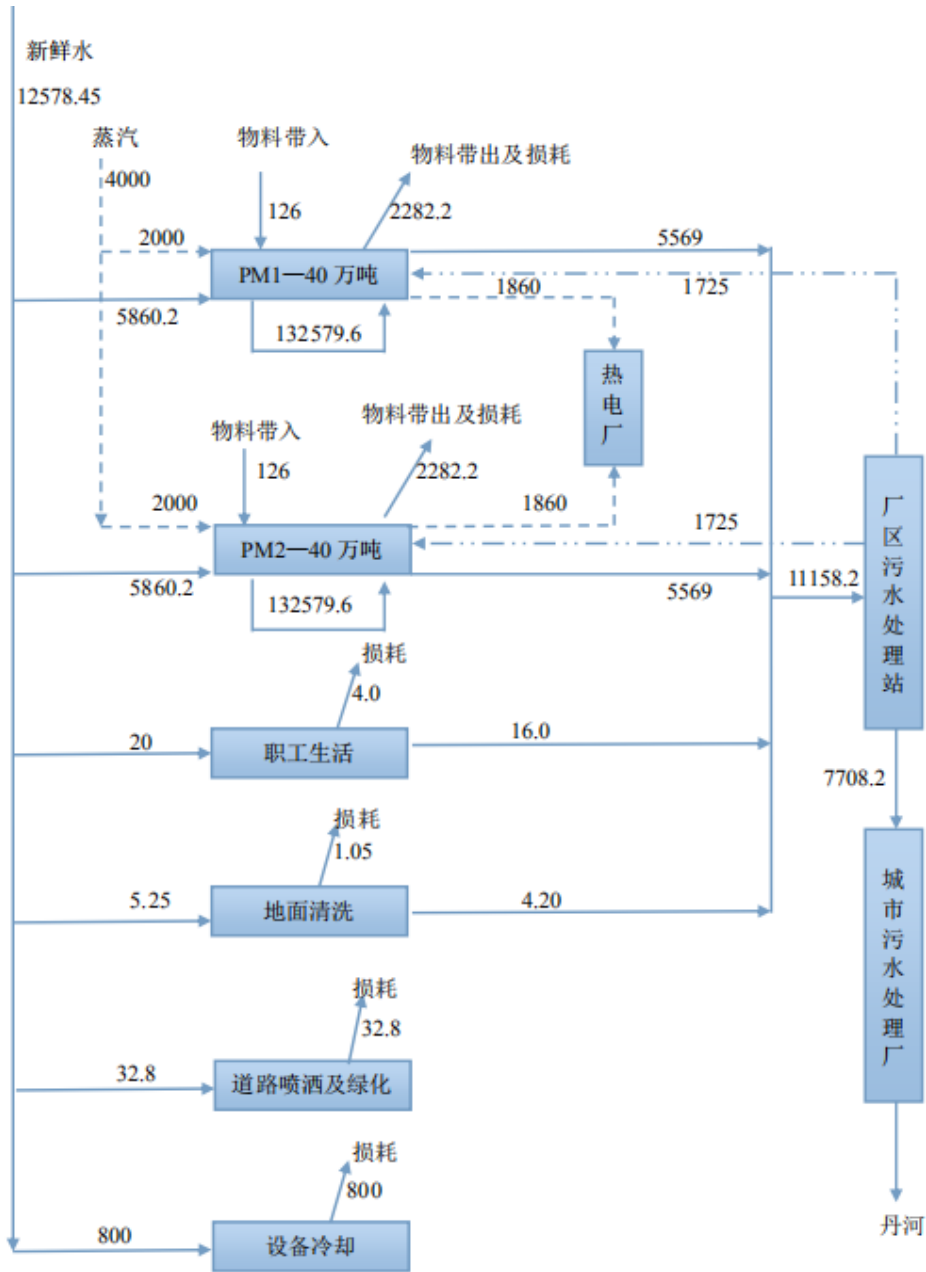 新鲜水
12578.45
蒸汽
4000
物料带入
126
物料带出及损耗
2282.2
2000
PM1—40 万吨
5569
1725
1860
5860.2
132579.6
热电厂
物料带入
126
物料带出及损耗
2282.2
2000
PM2—40 万吨
1860
1725
厂区污水处理站
5860.2
132579.6
5569
11158.2
损耗
4.0
20
职工生活
16.0
7708.2
损耗
1.05
5.25
地面清洗
4.20
城市污水处理厂
损耗
32.8
32.8
道路喷洒及绿化
损耗
800
800
设备冷却
丹河